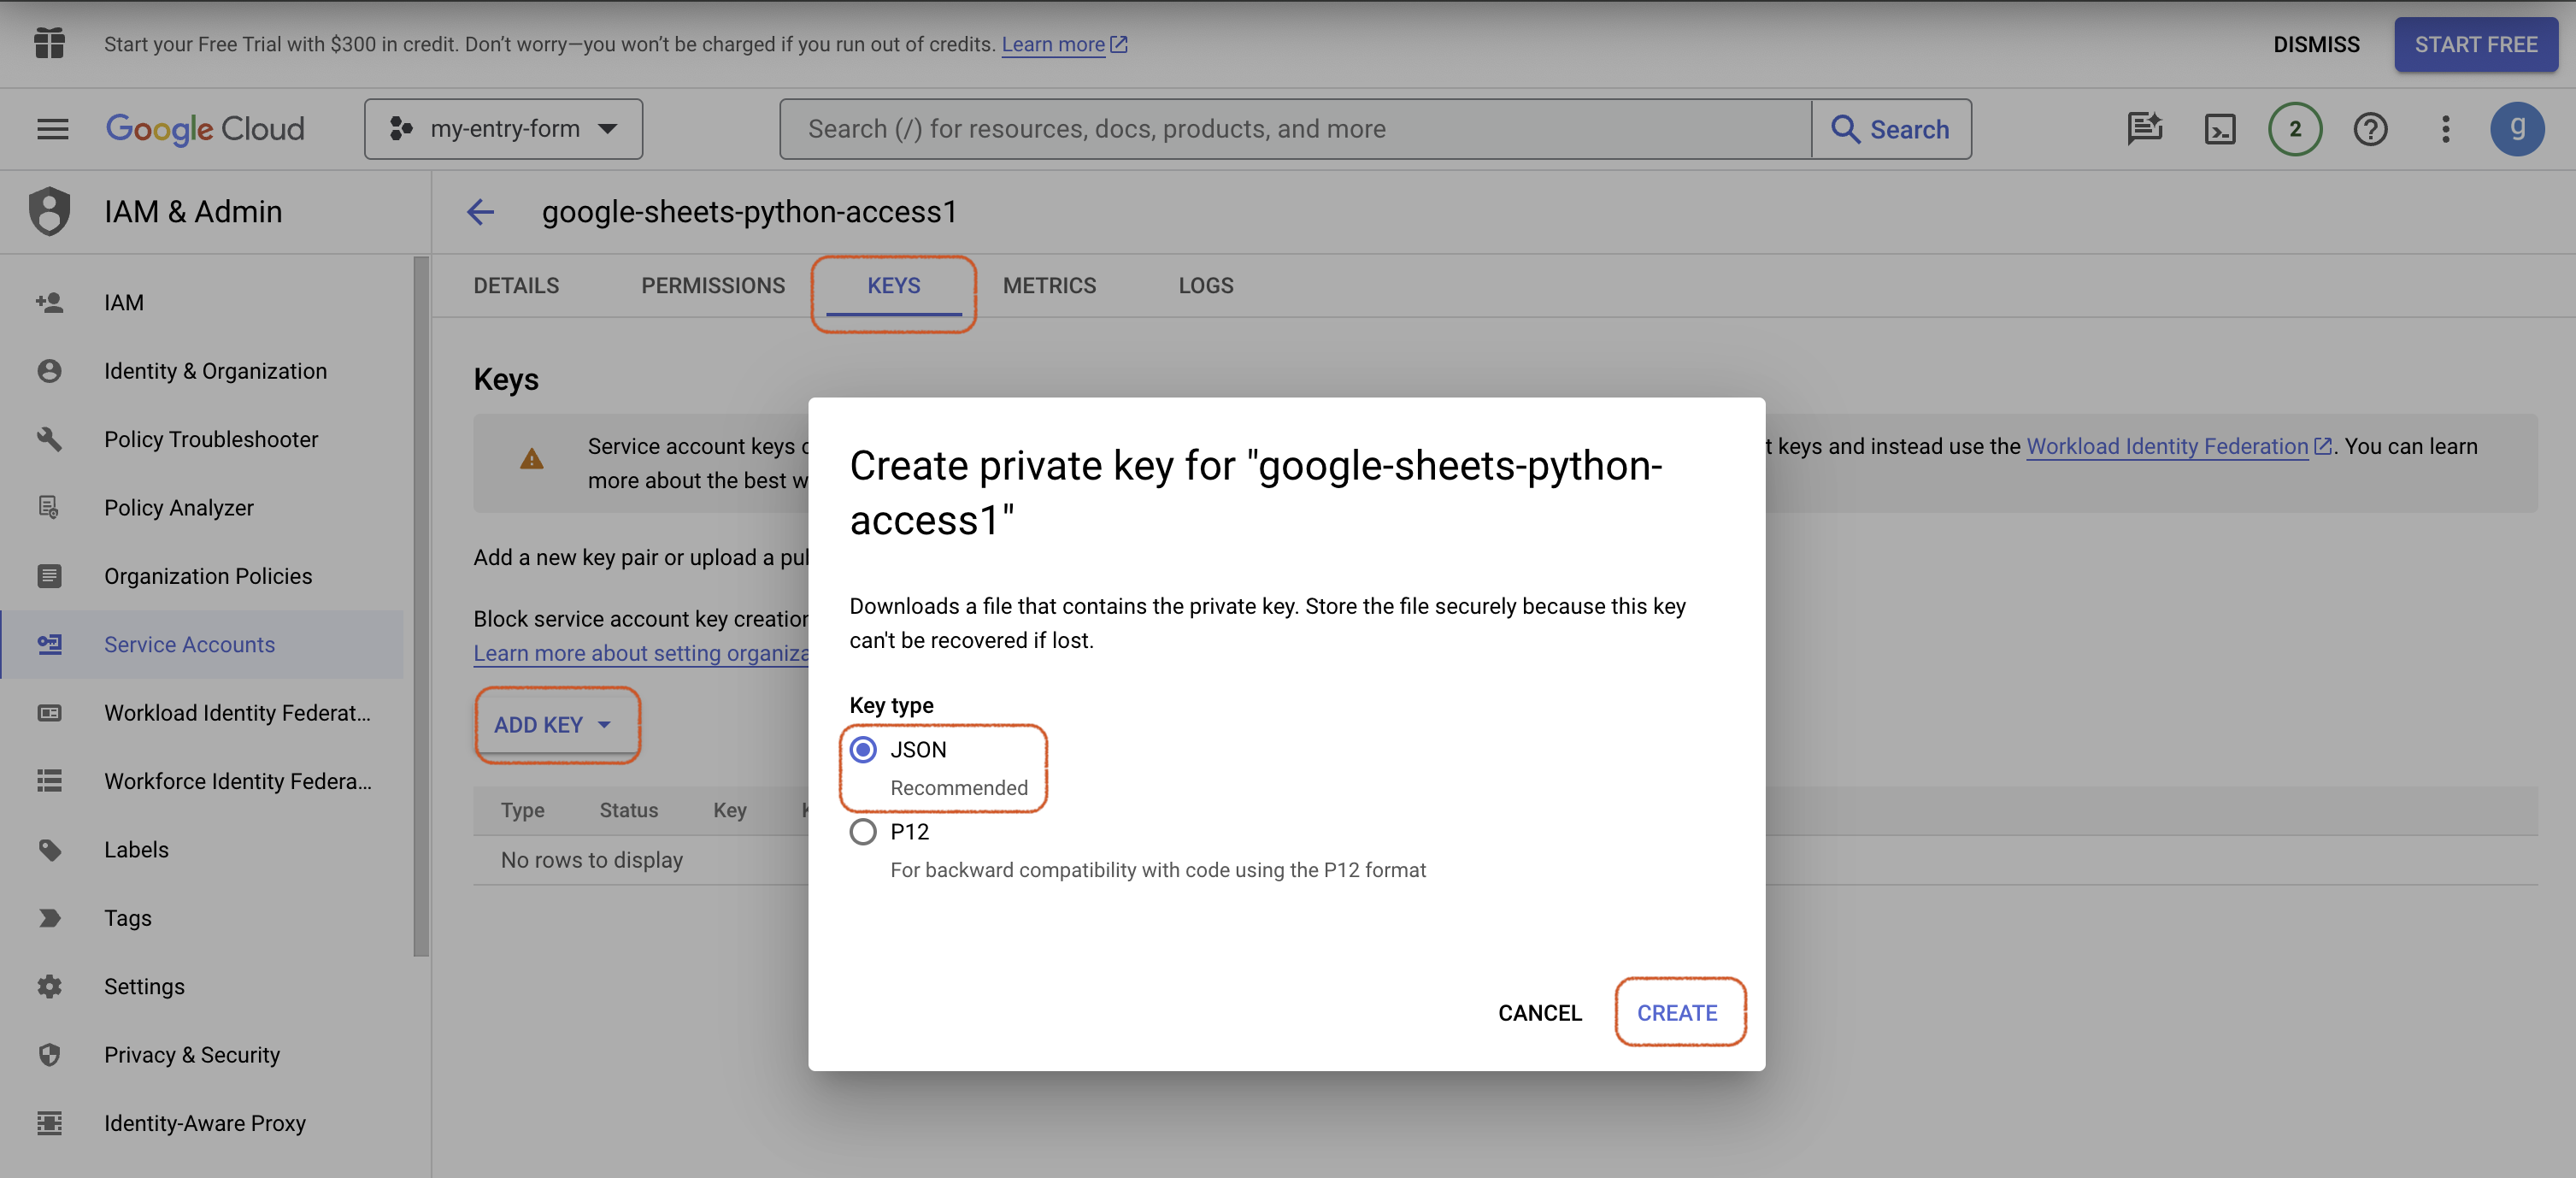 Start your Free Trial with $300 in credit. Don’t worry—you won’t be charged if you run out of credits. Learn more
DISMISS
START FREE
Google Cloud
my-entry-form
Search (/) for resources, docs, products, and more
Search
2
g
IAM & Admin
google-sheets-python-access1
DETAILS
PERMISSIONS
KEYS
METRICS
LOGS
IAM
Identity & Organization
Policy Troubleshooter
Policy Analyzer
Organization Policies
Service Accounts
Workload Identity Federat...
Workforce Identity Federa...
Labels
Tags
Settings
Privacy & Security
Identity-Aware Proxy
Keys
Service account keys
t keys and instead use the Workload Identity Federation. You can learn
more about the best w
Add a new key pair or upload a pu
Block service account key creation
Learn more about setting organiza
ADD KEY
Type Status Key
No rows to display
Create private key for "google-sheets-python-
access1"
Downloads a file that contains the private key. Store the file securely because this key
can't be recovered if lost.
Key type
JSON
Recommended
P12
For backward compatibility with code using the P12 format
CANCEL
CREATE